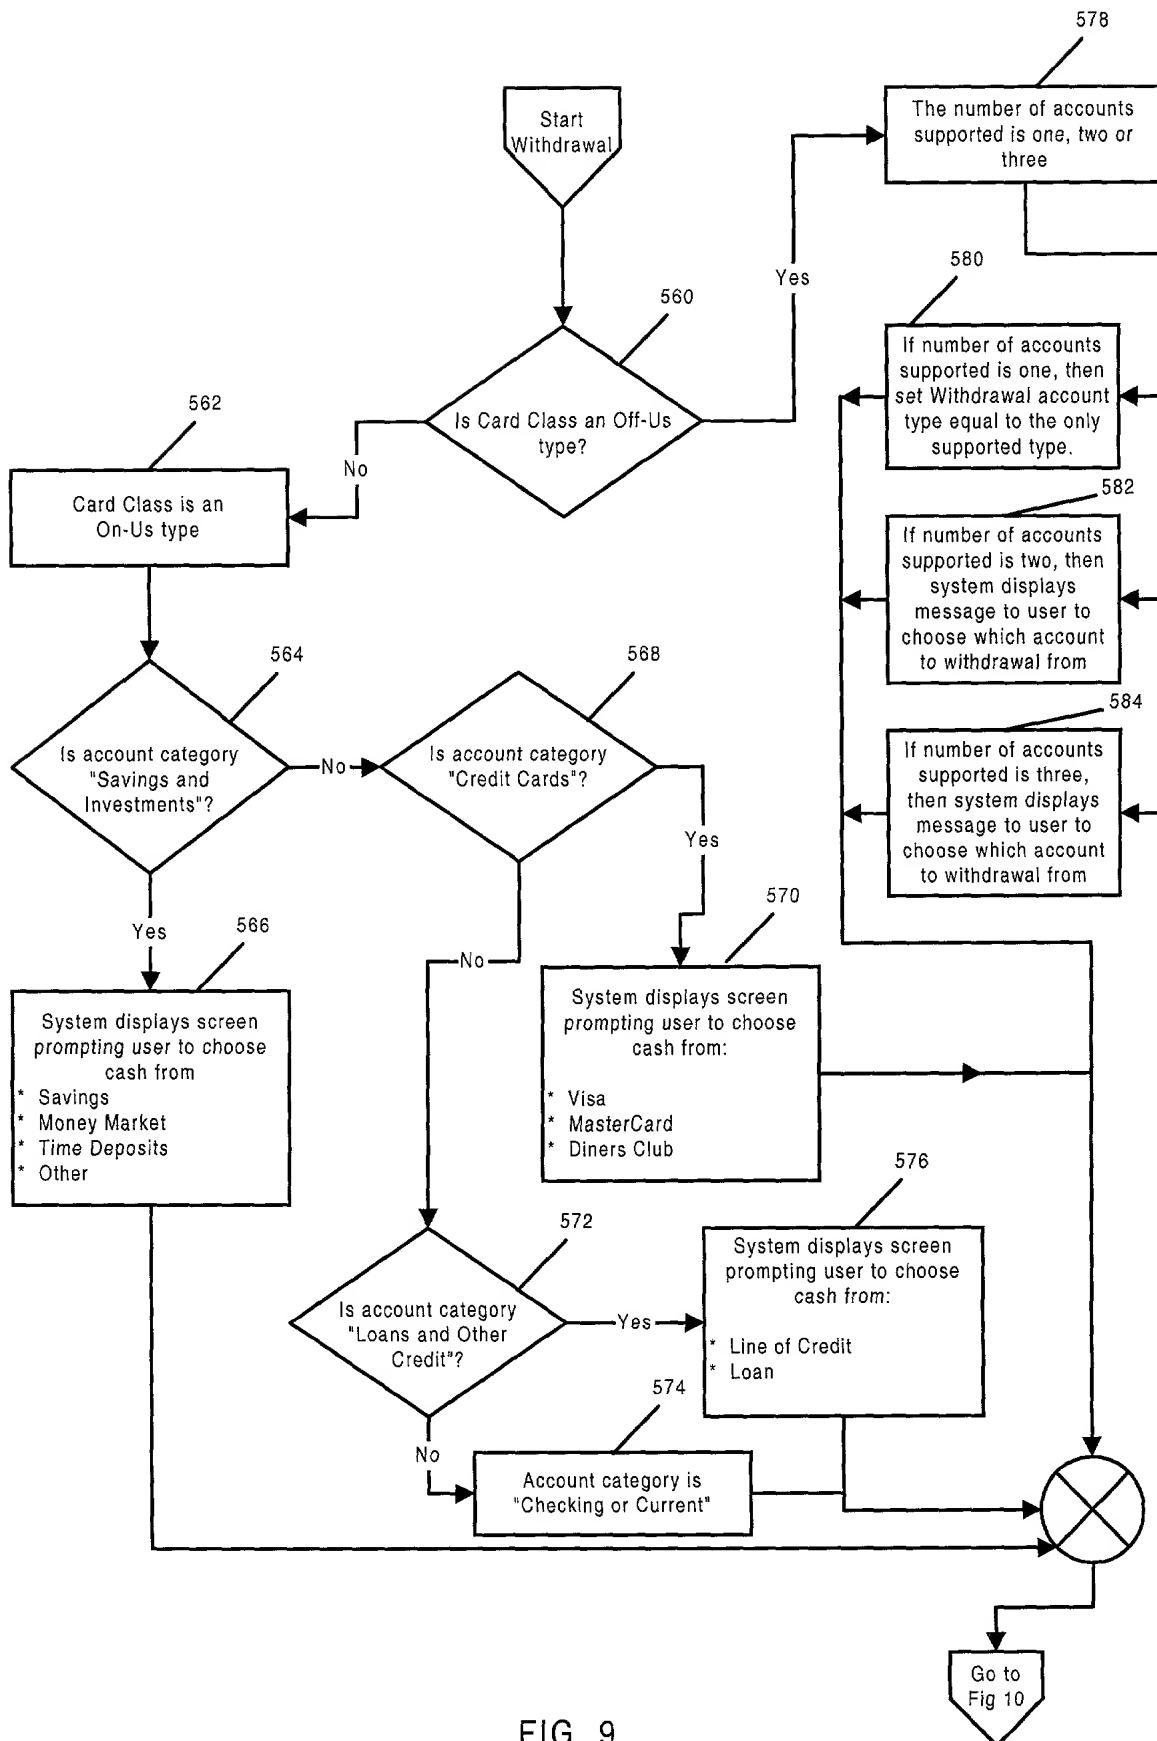 578
The number of accounts
supported is one, two or
three
Start
Withdrawal
Yes
580
If number of accounts
supported is one, then
set Withdrawal account
type equal to the only
supported type.
560
Is Card Class an Off-Us
type?
No
562
Card Class is an
On-Us type
582
If number of accounts
supported is two, then
system displays
message to user to
choose which account
to withdrawal from
564
Is account category
"Savings and
Investments"?
No
568
Is account category
"Credit Cards"?
Yes
584
If number of accounts
supported is three,
then system displays
message to user to
choose which account
to withdrawal from
Yes
566
System displays screen
prompting user to choose
cash from
* Savings
* Money Market
* Time Deposits
* Other
No
570
System displays screen
prompting user to choose
cash from:
* Visa
* MasterCard
* Diners Club
572
Is account category
"Loans and Other
Credit"?
Yes
576
System displays screen
prompting user to choose
cash from:
* Line of Credit
* Loan
No
574
Account category is
"Checking or Current"
Go to
Fig 10
FIG. 9